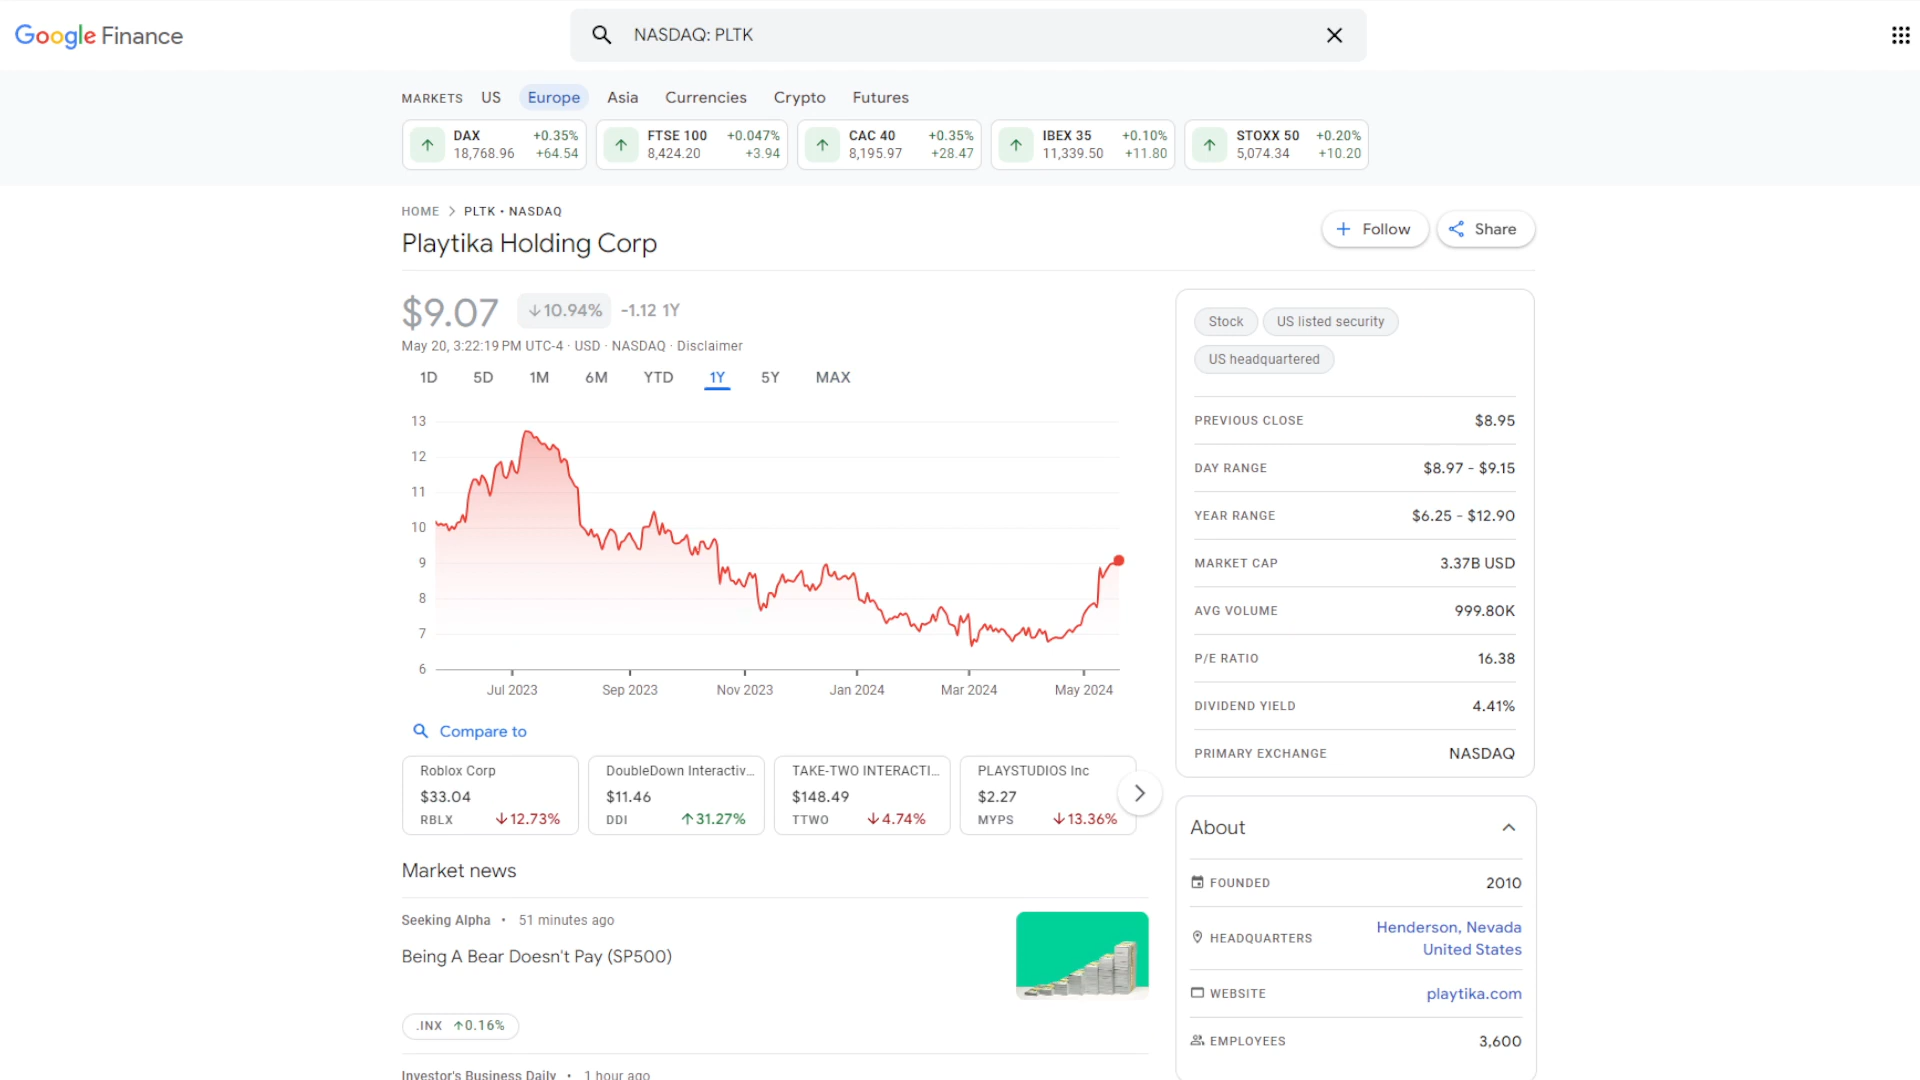 Google Finance
NASDAQ: PLTK
MARKETS US Europe Asia Currencies Crypto Futures
DAX +0.35%
18,768.96 +64.54
FTSE 100 +0.047%
8,424.20 +3.94
CAC 40 +0.35%
8,195.97 +28.47
IBEX 35 +0.10%
11,339.50 +11.80
STOXX 50 +0.20%
5,074.34 +10.20
HOME > PLTK • NASDAQ
Playtika Holding Corp
Follow
Share
$9.07 ↓10.94% -1.12 1Y
May 20, 3:22:19 PM UTC-4 · USD · NASDAQ · Disclaimer
1D 5D 1M 6M YTD 1Y 5Y MAX
13
12
11
10
9
8
7
6
Jul 2023 Sep 2023 Nov 2023 Jan 2024 Mar 2024 May 2024
Compare to
Roblox Corp
$33.04
RBLX ↓12.73%
DoubleDown Interactiv...
$11.46
DDI ↑31.27%
TAKE-TWO INTERACTI...
$148.49
TTWO ↓4.74%
PLAYSTUDIOS Inc
$2.27
MYPS ↓13.36%
Market news
Seeking Alpha • 51 minutes ago
Being A Bear Doesn't Pay (SP500)
.INX ↑0.16%
Investor's Business Daily • 1 hour ago
Stock
US listed security
US headquartered
PREVIOUS CLOSE $8.95
DAY RANGE $8.97 - $9.15
YEAR RANGE $6.25 - $12.90
MARKET CAP 3.37B USD
AVG VOLUME 999.80K
P/E RATIO 16.38
DIVIDEND YIELD 4.41%
PRIMARY EXCHANGE NASDAQ
About
FOUNDED 2010
HEADQUARTERS Henderson, Nevada
United States
WEBSITE playtika.com
EMPLOYEES 3,600